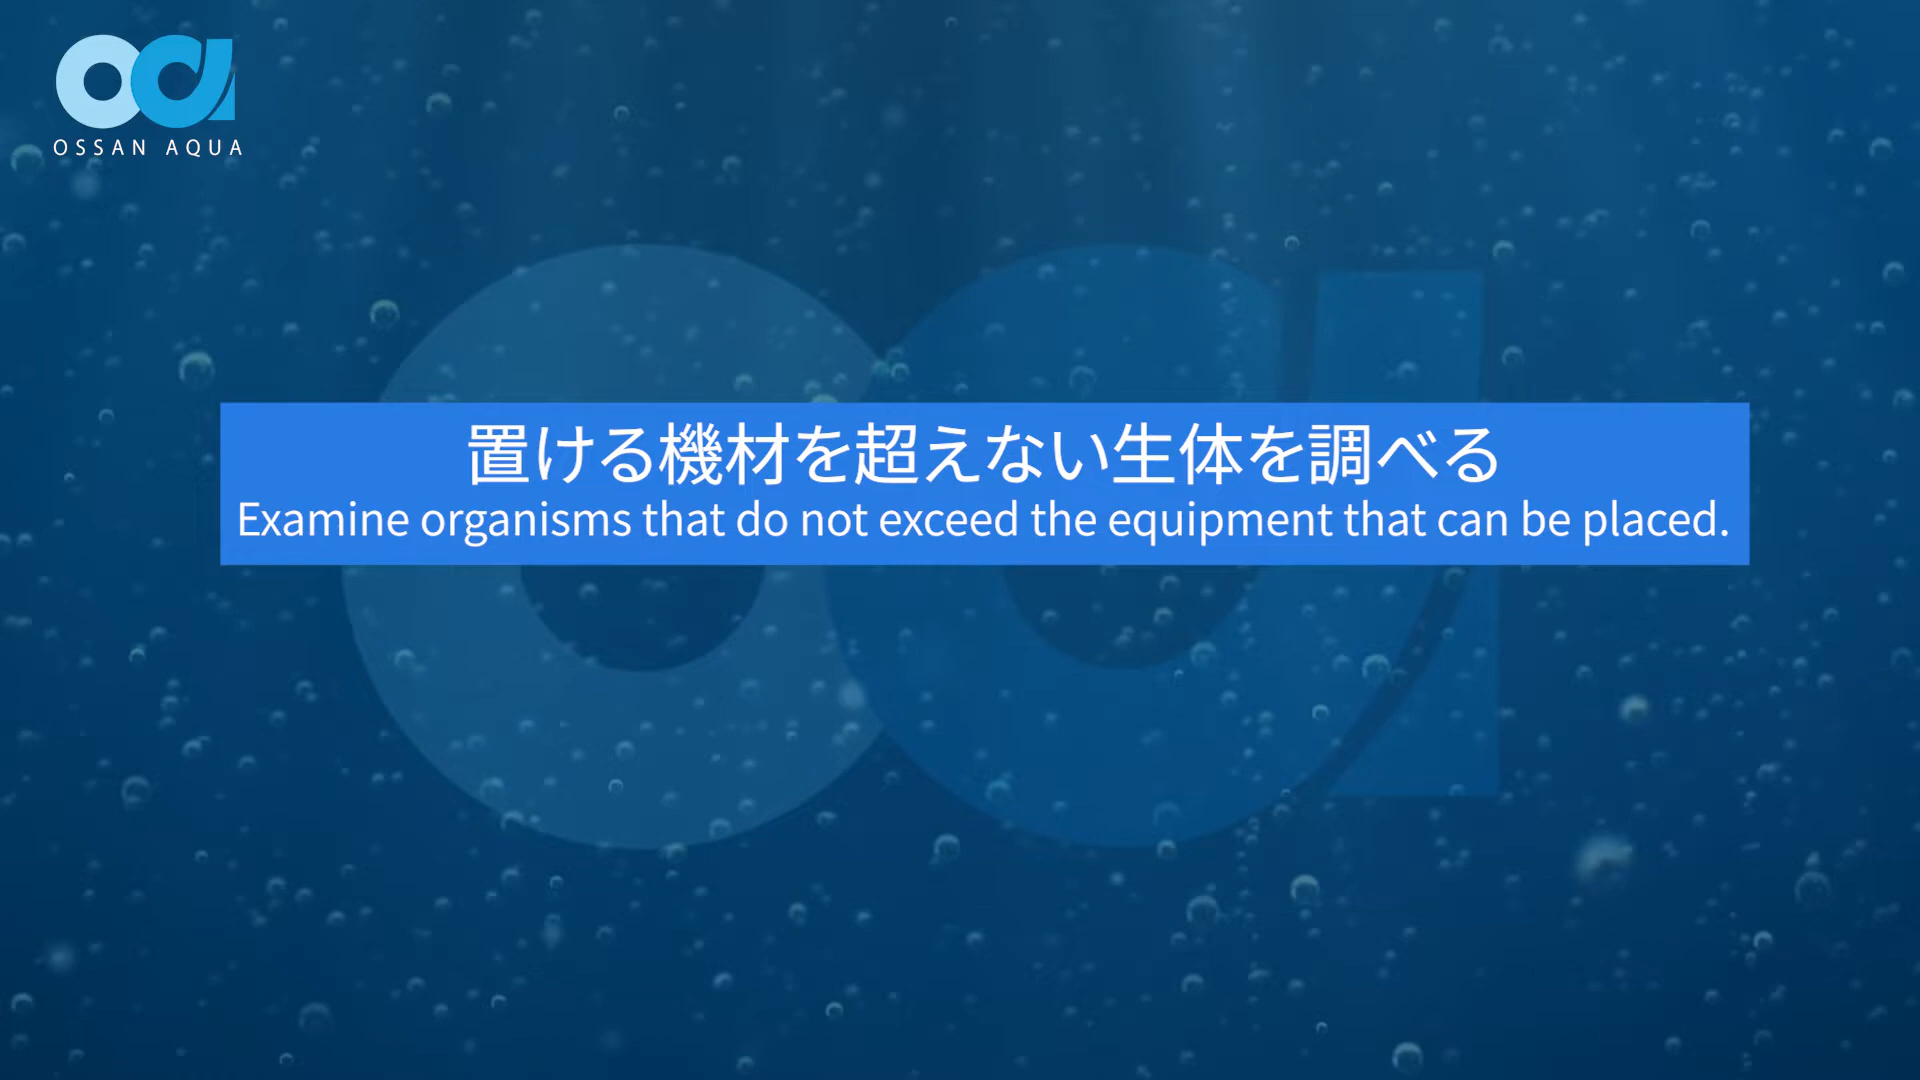 OSSAN AQUA
置ける機材を超えない生体を調べる
Examine organisms that do not exceed the equipment that can be placed.